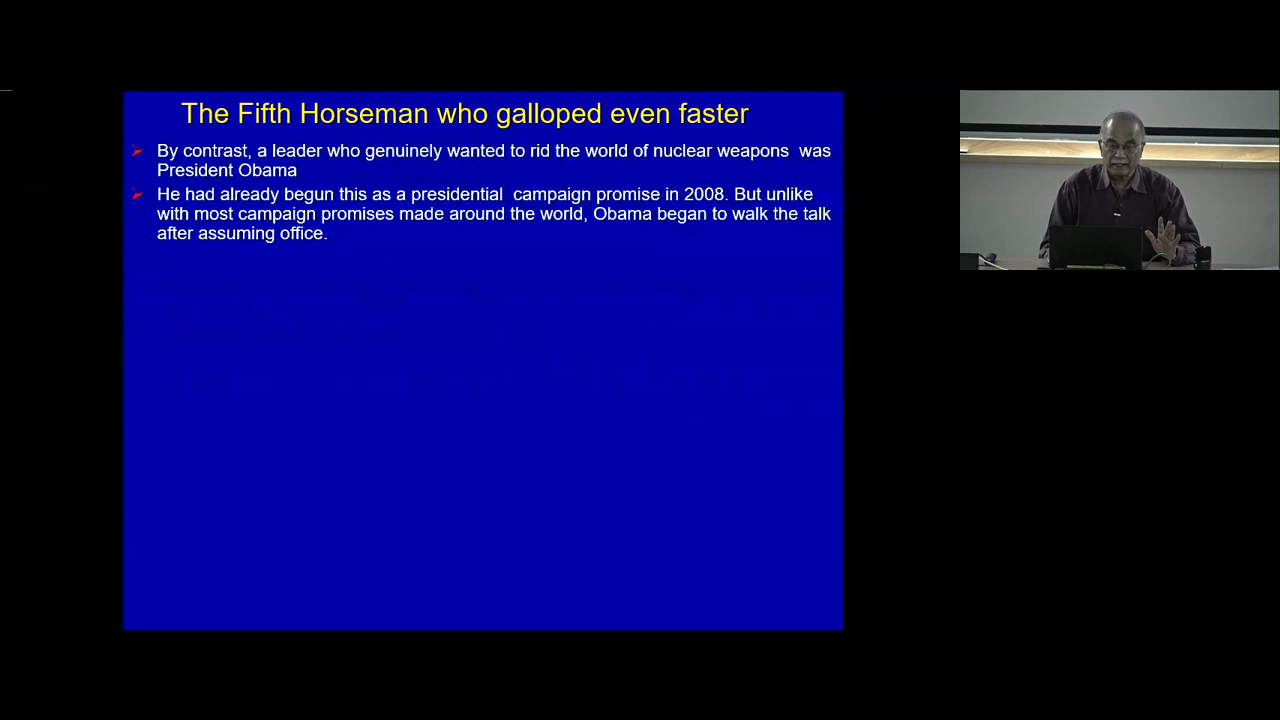 The Fifth Horseman who galloped even faster
By contrast, a leader who genuinely wanted to rid the world of nuclear weapons was
President Obama
He had already begun this as a presidential campaign promise in 2008. But unlike
with most campaign promises made around the world, Obama began to walk the talk
after assuming office.